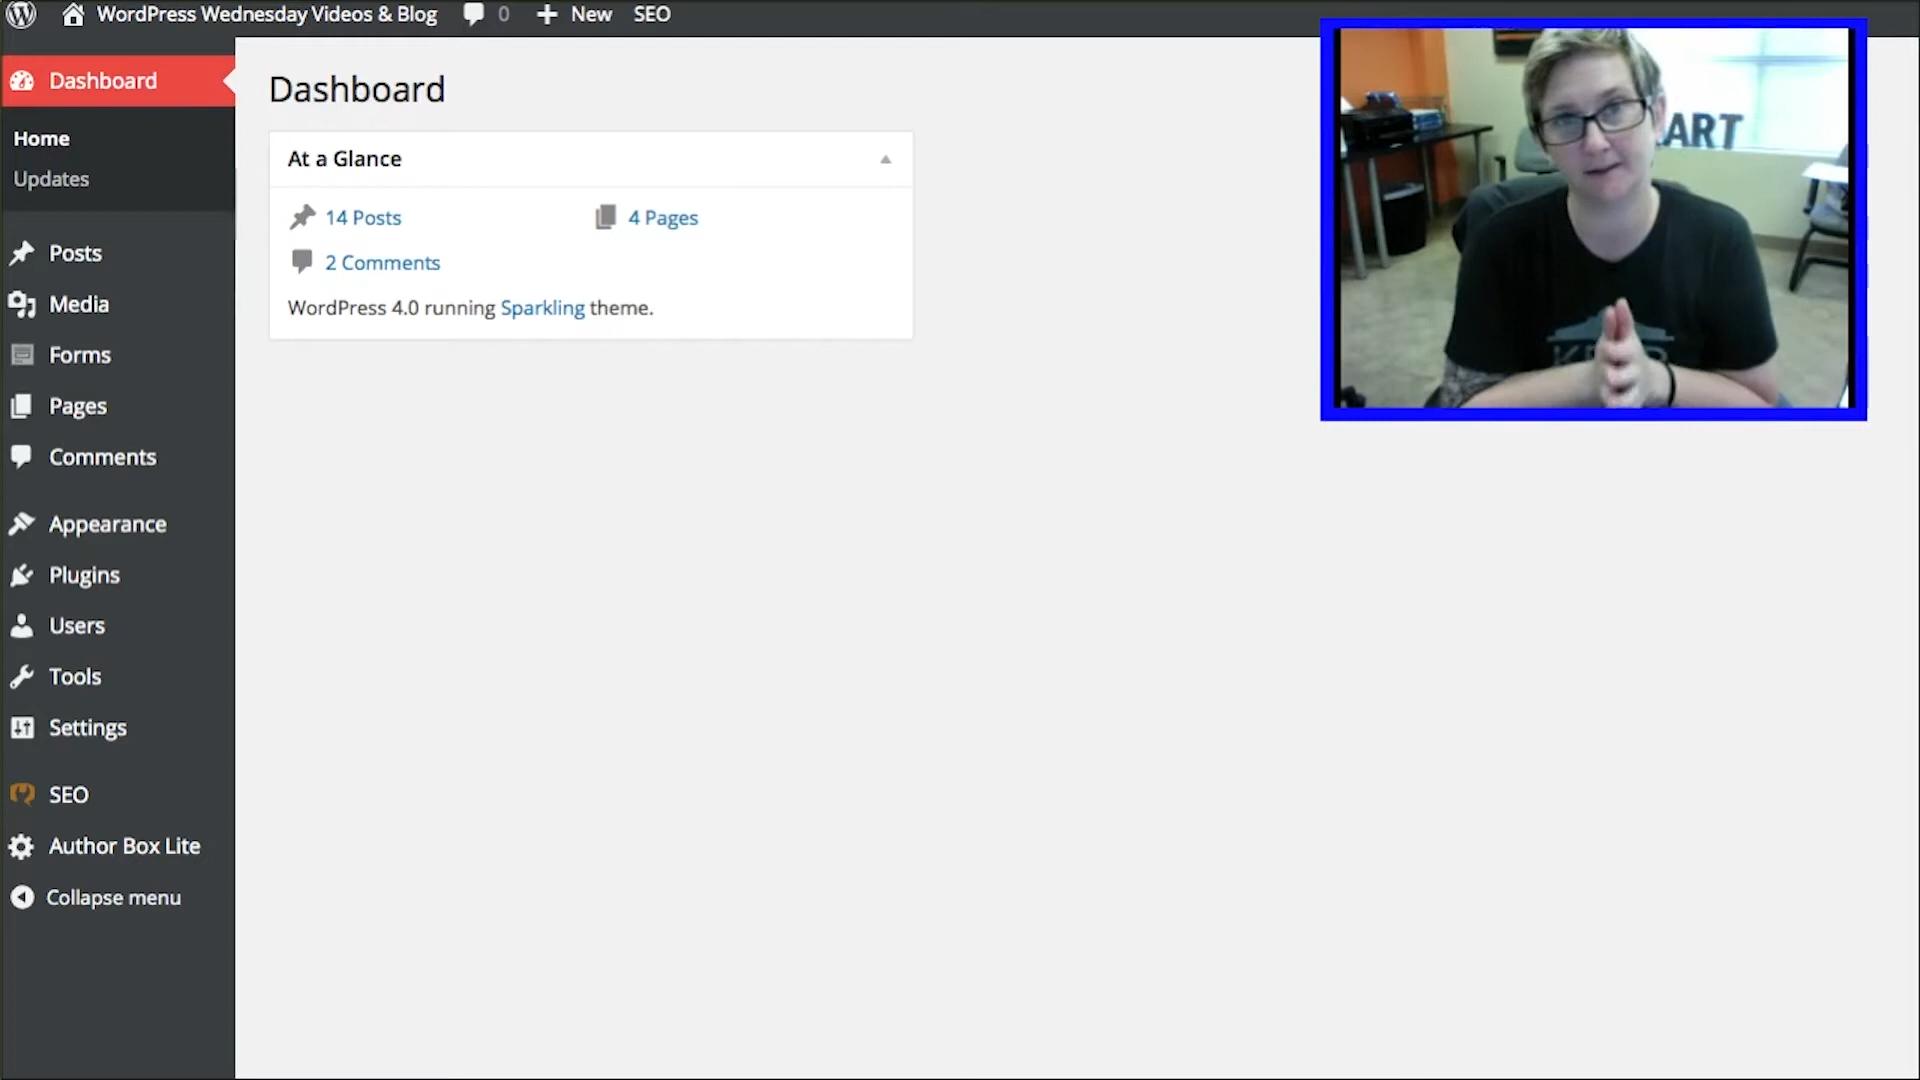 WordPress Wednesday Videos & Blog 0 New SEO
Dashboard
Home
Updates
Posts
Media
Forms
Pages
Comments
Appearance
Plugins
Users
Tools
Settings
SEO
Author Box Lite
Collapse menu
Dashboard
At a Glance
14 Posts 4 Pages
2 Comments
WordPress 4.0 running Sparkling theme.
ART